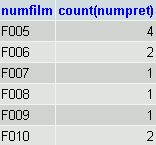 numfilm count(numpret)
F005 4
F006 2
F007 1
F008 1
F009 1
F010 2